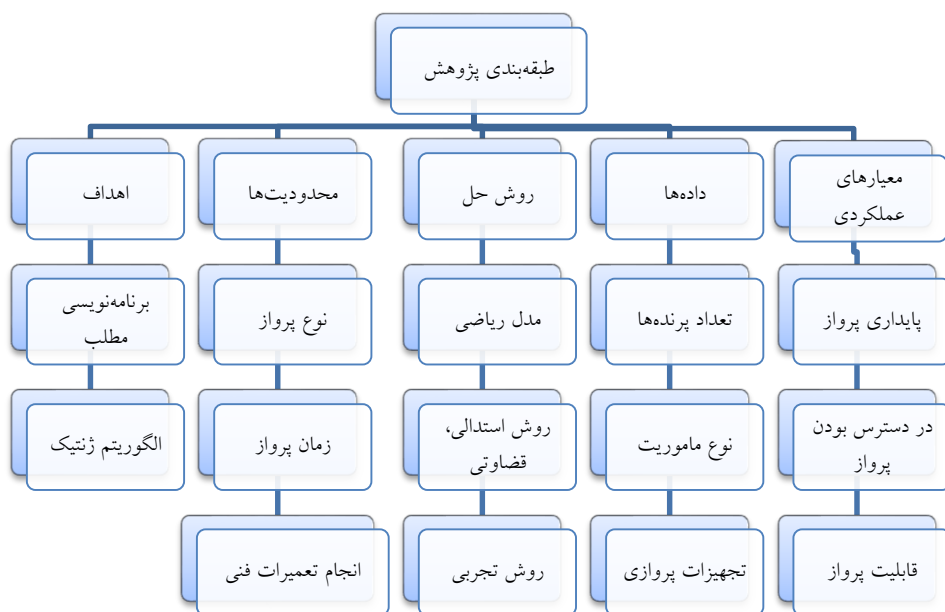 طبقه‌بندی پژوهش
معیارهای
عملکردی
داده‌ها
روش حل
محدودیت‌ها
اهداف
پایداری پرواز
تعداد پرنده‌ها
مدل ریاضی
نوع پرواز
برنامه‌نویسی
مطلب
در دسترس بودن
پرواز
نوع ماموریت
روش استدالی،
قضاوتی
زمان پرواز
الگوریتم ژنتیک
قابلیت پرواز
تجهیزات پروازی
روش تجربی
انجام تعمیرات فنی